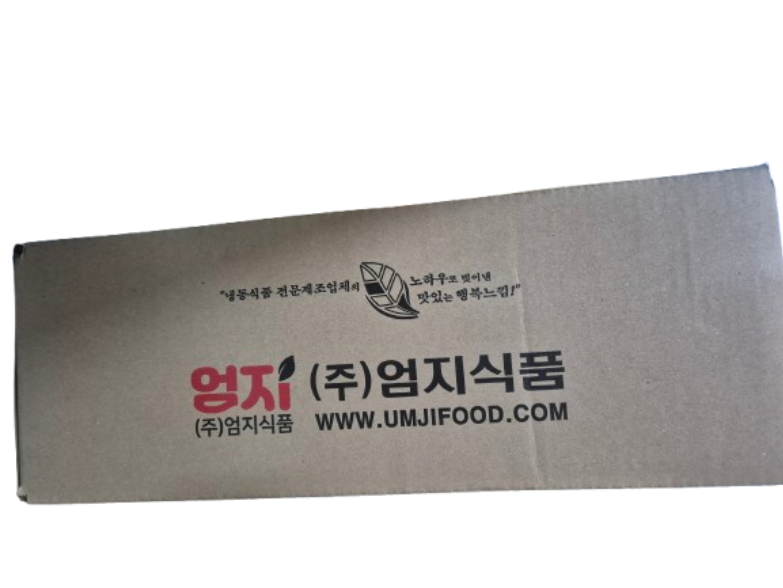 "냉동식품 전문제조업체의
노하우로 빚어낸
맛있는 행복느낌!"
엄지
(주)엄지식품
(주)엄지식품
WWW.UMJIFOOD.COM